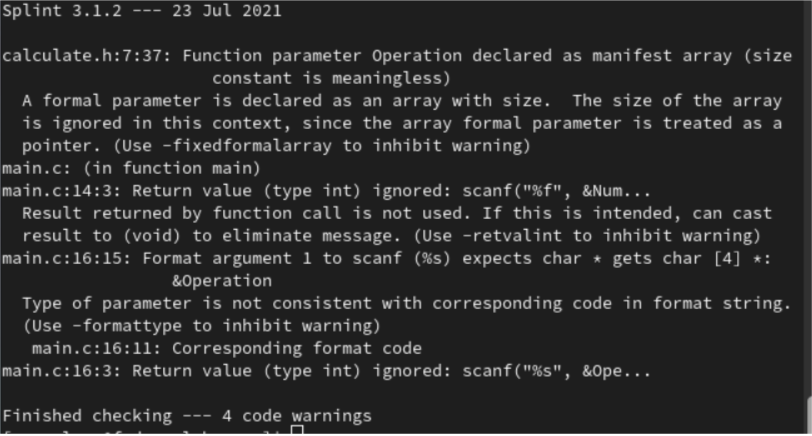 Splint 3.1.2 --- 23 Jul 2021
calculate.h:7:37: Function parameter Operation declared as manifest array (size
constant is meaningless)
A formal parameter is declared as an array with size.  The size of the array
is ignored in this context, since the array formal parameter is treated as a
pointer. (Use -fixedformalarray to inhibit warning)
main.c: (in function main)
main.c:14:3: Return value (type int) ignored: scanf("%f", &Num...
Result returned by function call is not used. If this is intended, can cast
result to (void) to eliminate message. (Use -retvalint to inhibit warning)
main.c:16:15: Format argument 1 to scanf (%s) expects char * gets char [4] *:
&Operation
Type of parameter is not consistent with corresponding code in format string.
(Use -formattype to inhibit warning)
main.c:16:11: Corresponding format code
main.c:16:3: Return value (type int) ignored: scanf("%s", &Ope...
Finished checking --- 4 code warnings